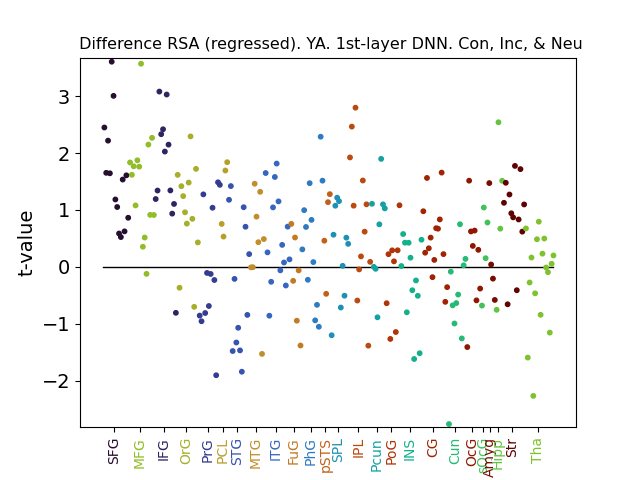 Difference RSA (regressed). YA. 1st-layer DNN. Con, Inc, & Neu
t-value
3
2
1
0
−1
−2
SFG
MFG
IFG
OrG
PrG
PCL
STG
MTG
ITG
FuG
PhG
pSTS
SPL
IPL
Pcun
PoG
INS
CG
Cun
OcG
sOcG
Amyg
Hipp
Str
Tha